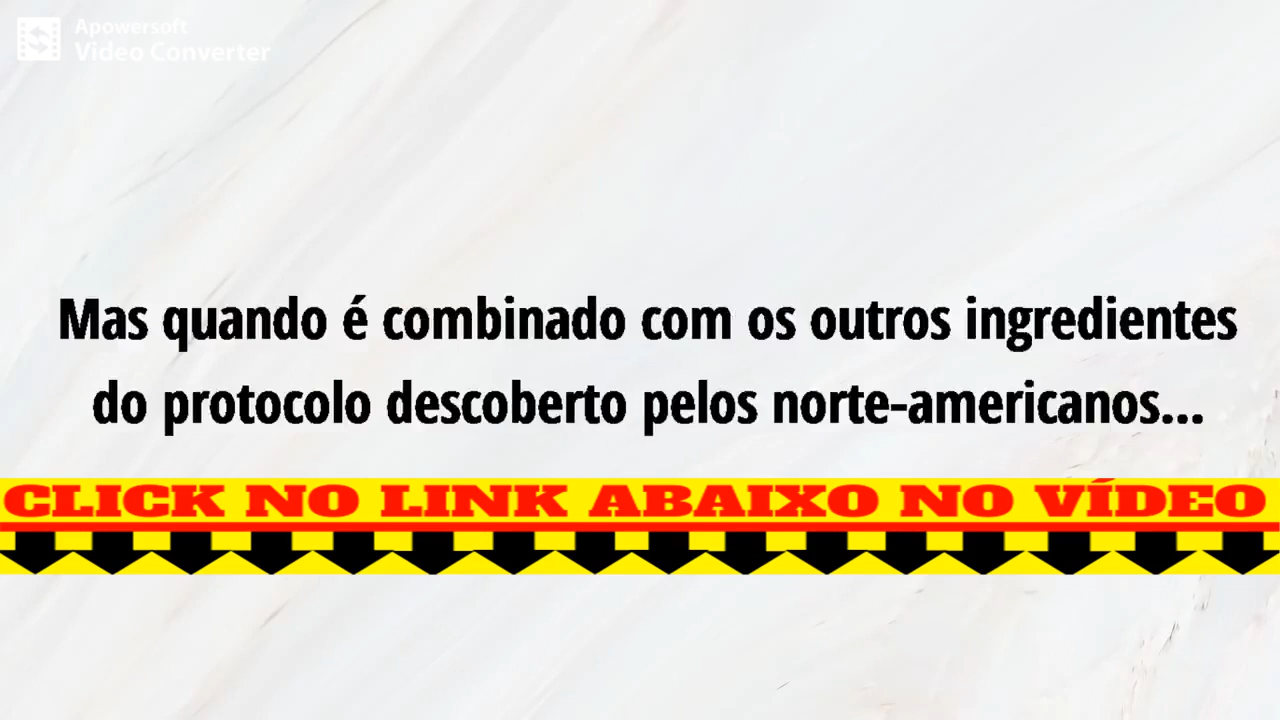 Apowersoft
Video Converter
Mas quando é combinado com os outros ingredientes
do protocolo descoberto pelos norte-americanos...
CLICK NO LINK ABAIXO NO VÍDEO